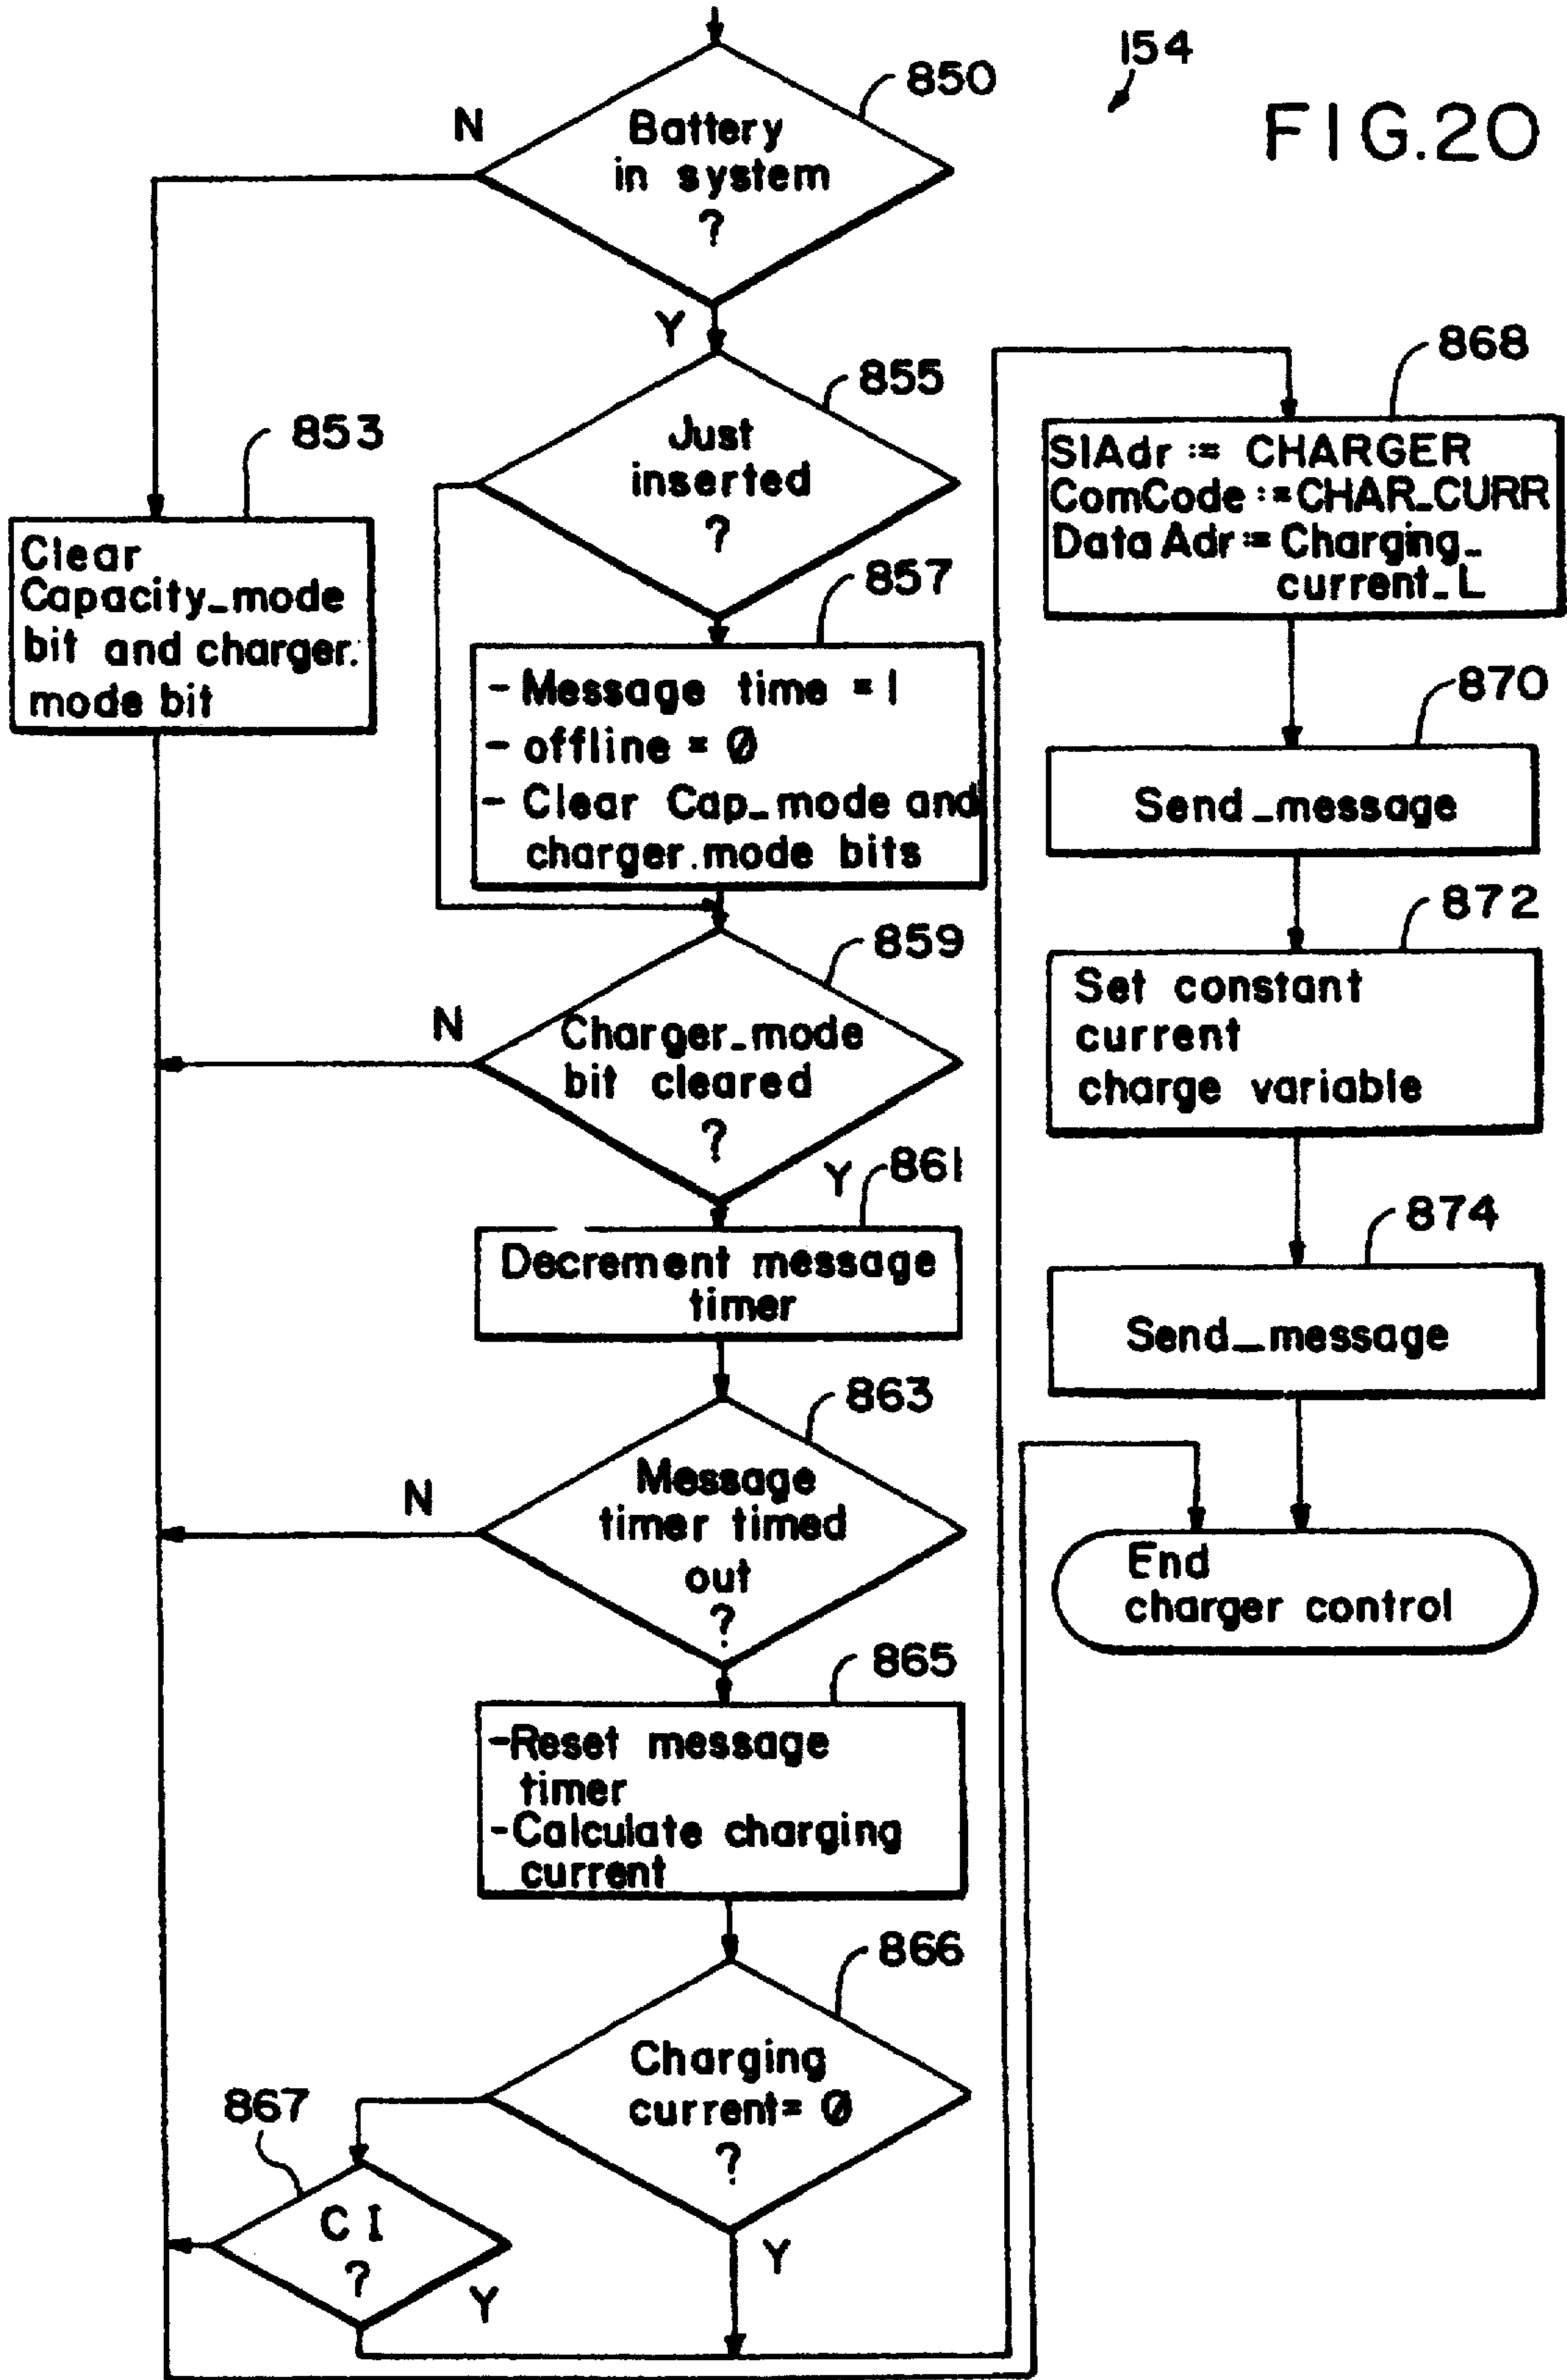 154
FIG.20
850
N
Battery
in system
?
Y
855
Just
inserted
?
853
Clear
Capacity_mode
bit and charger.
mode bit
857
- Message time = 1
- offline = Ø
- Clear Cap_mode and
charger.mode bits
859
N
Charger_mode
bit cleared
?
Y
861
Decrement message
timer
863
N
Message
timer timed
out
?
865
-Reset message
timer
-Calculate charging
current
866
Charging
current= Ø
?
Y
867
C I
?
Y
868
SlAdr := CHARGER
ComCode :=CHAR_CURR
Data Adr := Charging_
current_L
870
Send_message
872
Set constant
current
charge variable
874
Send_message
End
charger control